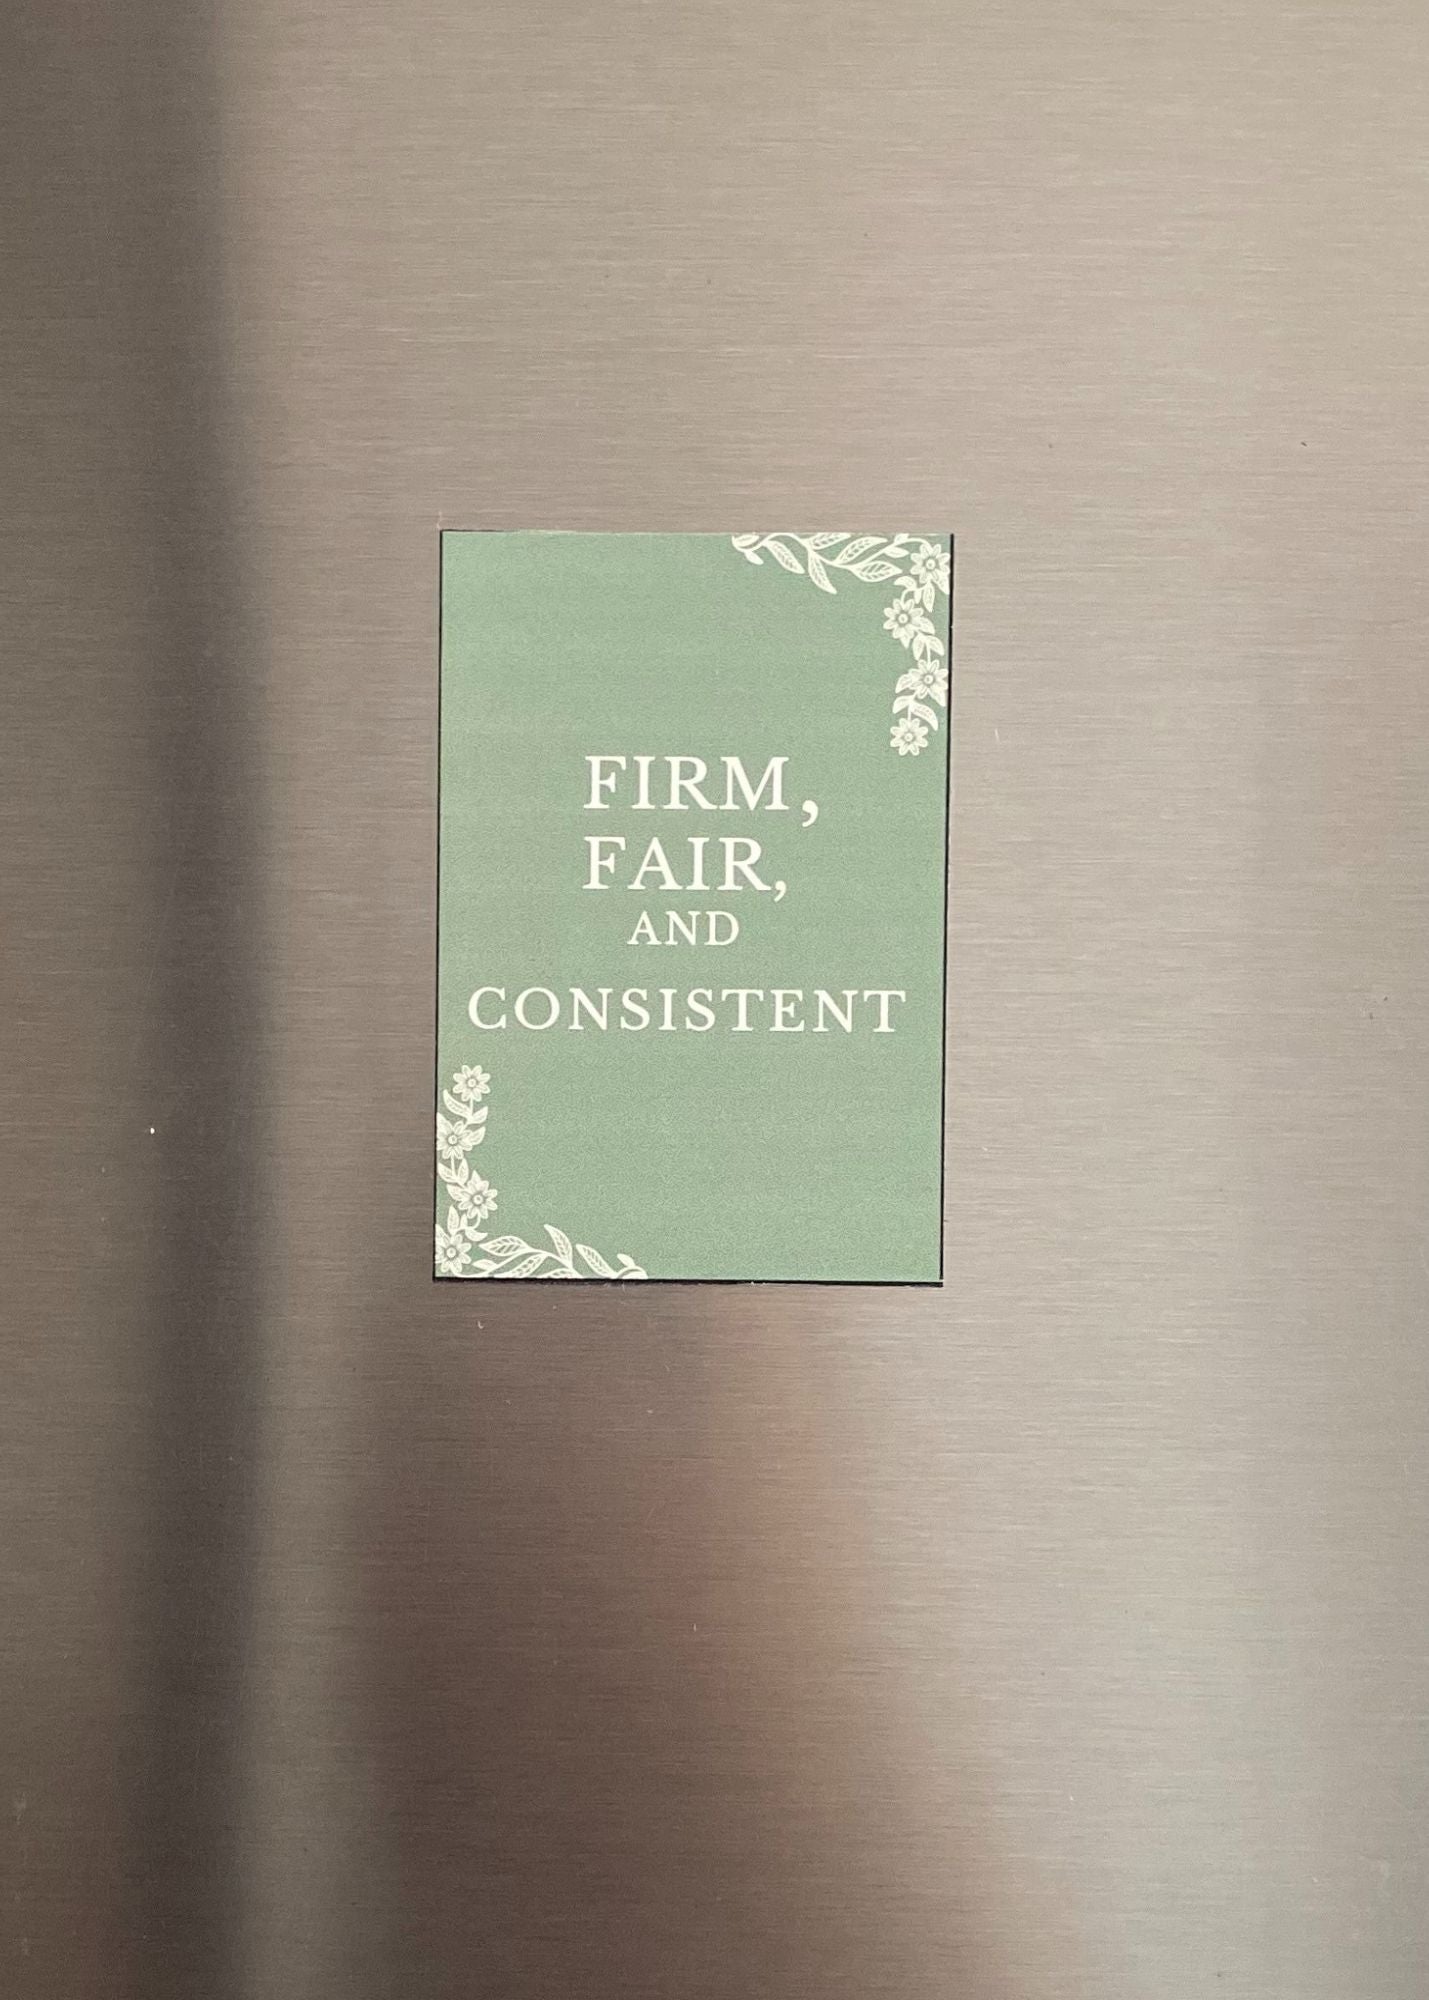 FIRM,
FAIR,
AND
CONSISTENT